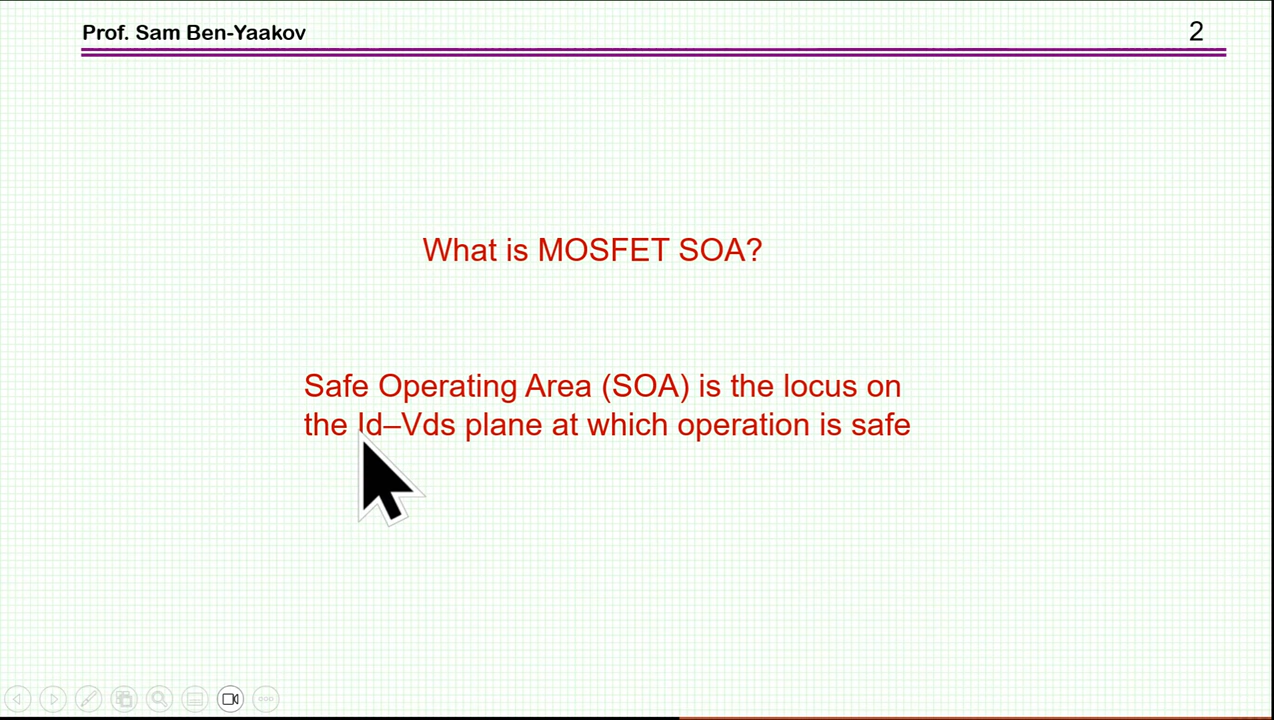 Prof. Sam Ben-Yaakov
2
What is MOSFET SOA?
Safe Operating Area (SOA) is the locus on
the Id–Vds plane at which operation is safe